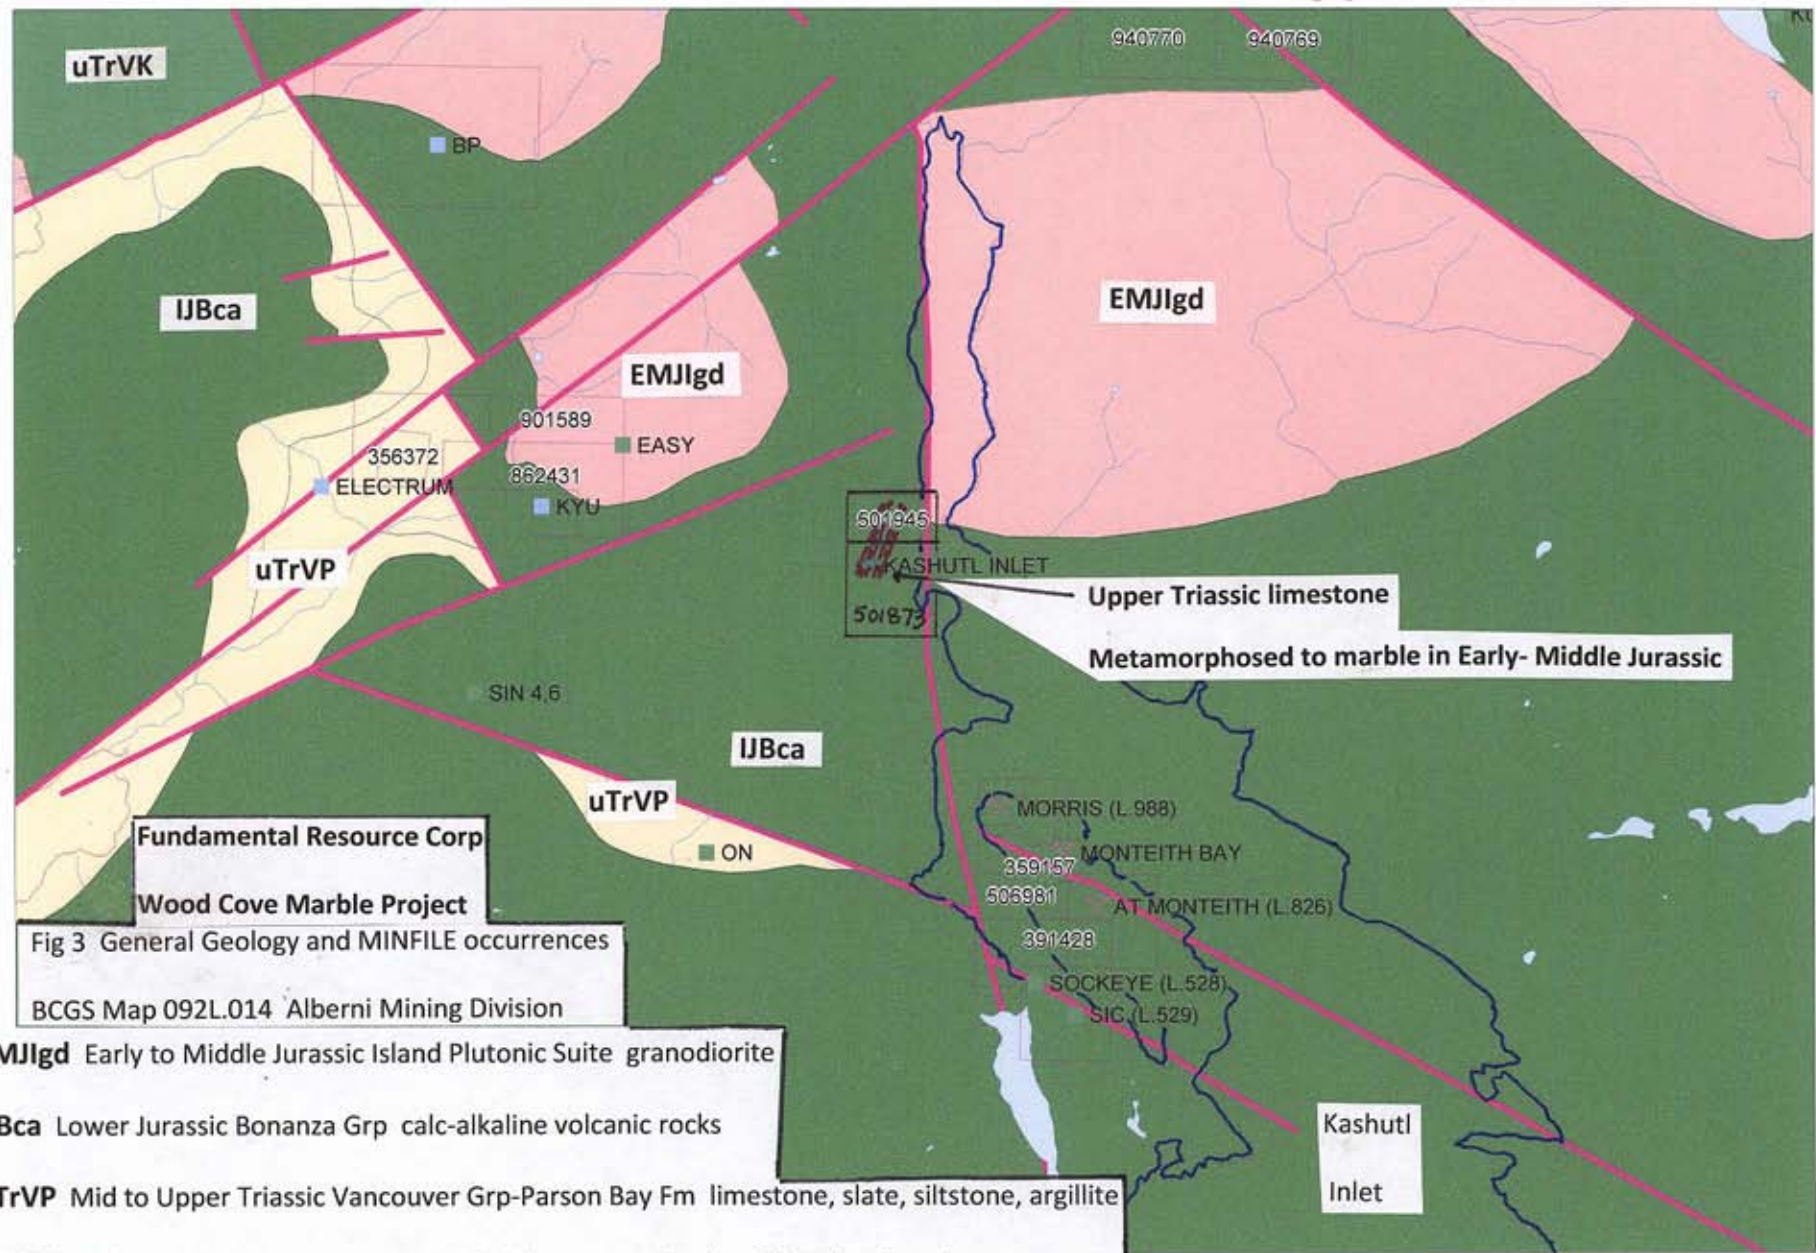 940770
940769
uTrVK
BP
IJBca
EMJIgd
EMJIgd
901589
EASY
356372
862431
ELECTRUM
KYU
501945
uTrVP
KASHUTL INLET
Upper Triassic limestone
501873
Metamorphosed to marble in Early- Middle Jurassic
SIN 4,6
IJBca
uTrVP
MORRIS (L.988)
Fundamental Resource Corp
ON
MONTEITH BAY
359157
506981
Wood Cove Marble Project
AT MONTEITH (L.826)
Fig 3 General Geology and MINFILE occurrences
391428
SOCKEYE (L.528)
BCGS Map 092L.014 Alberni Mining Division
SIC (L.529)
MJIgd Early to Middle Jurassic Island Plutonic Suite granodiorite
Bca Lower Jurassic Bonanza Grp calc-alkaline volcanic rocks
Kashutl
Inlet
TrVP Mid to Upper Triassic Vancouver Grp-Parson Bay Fm limestone, slate, siltstone, argillite